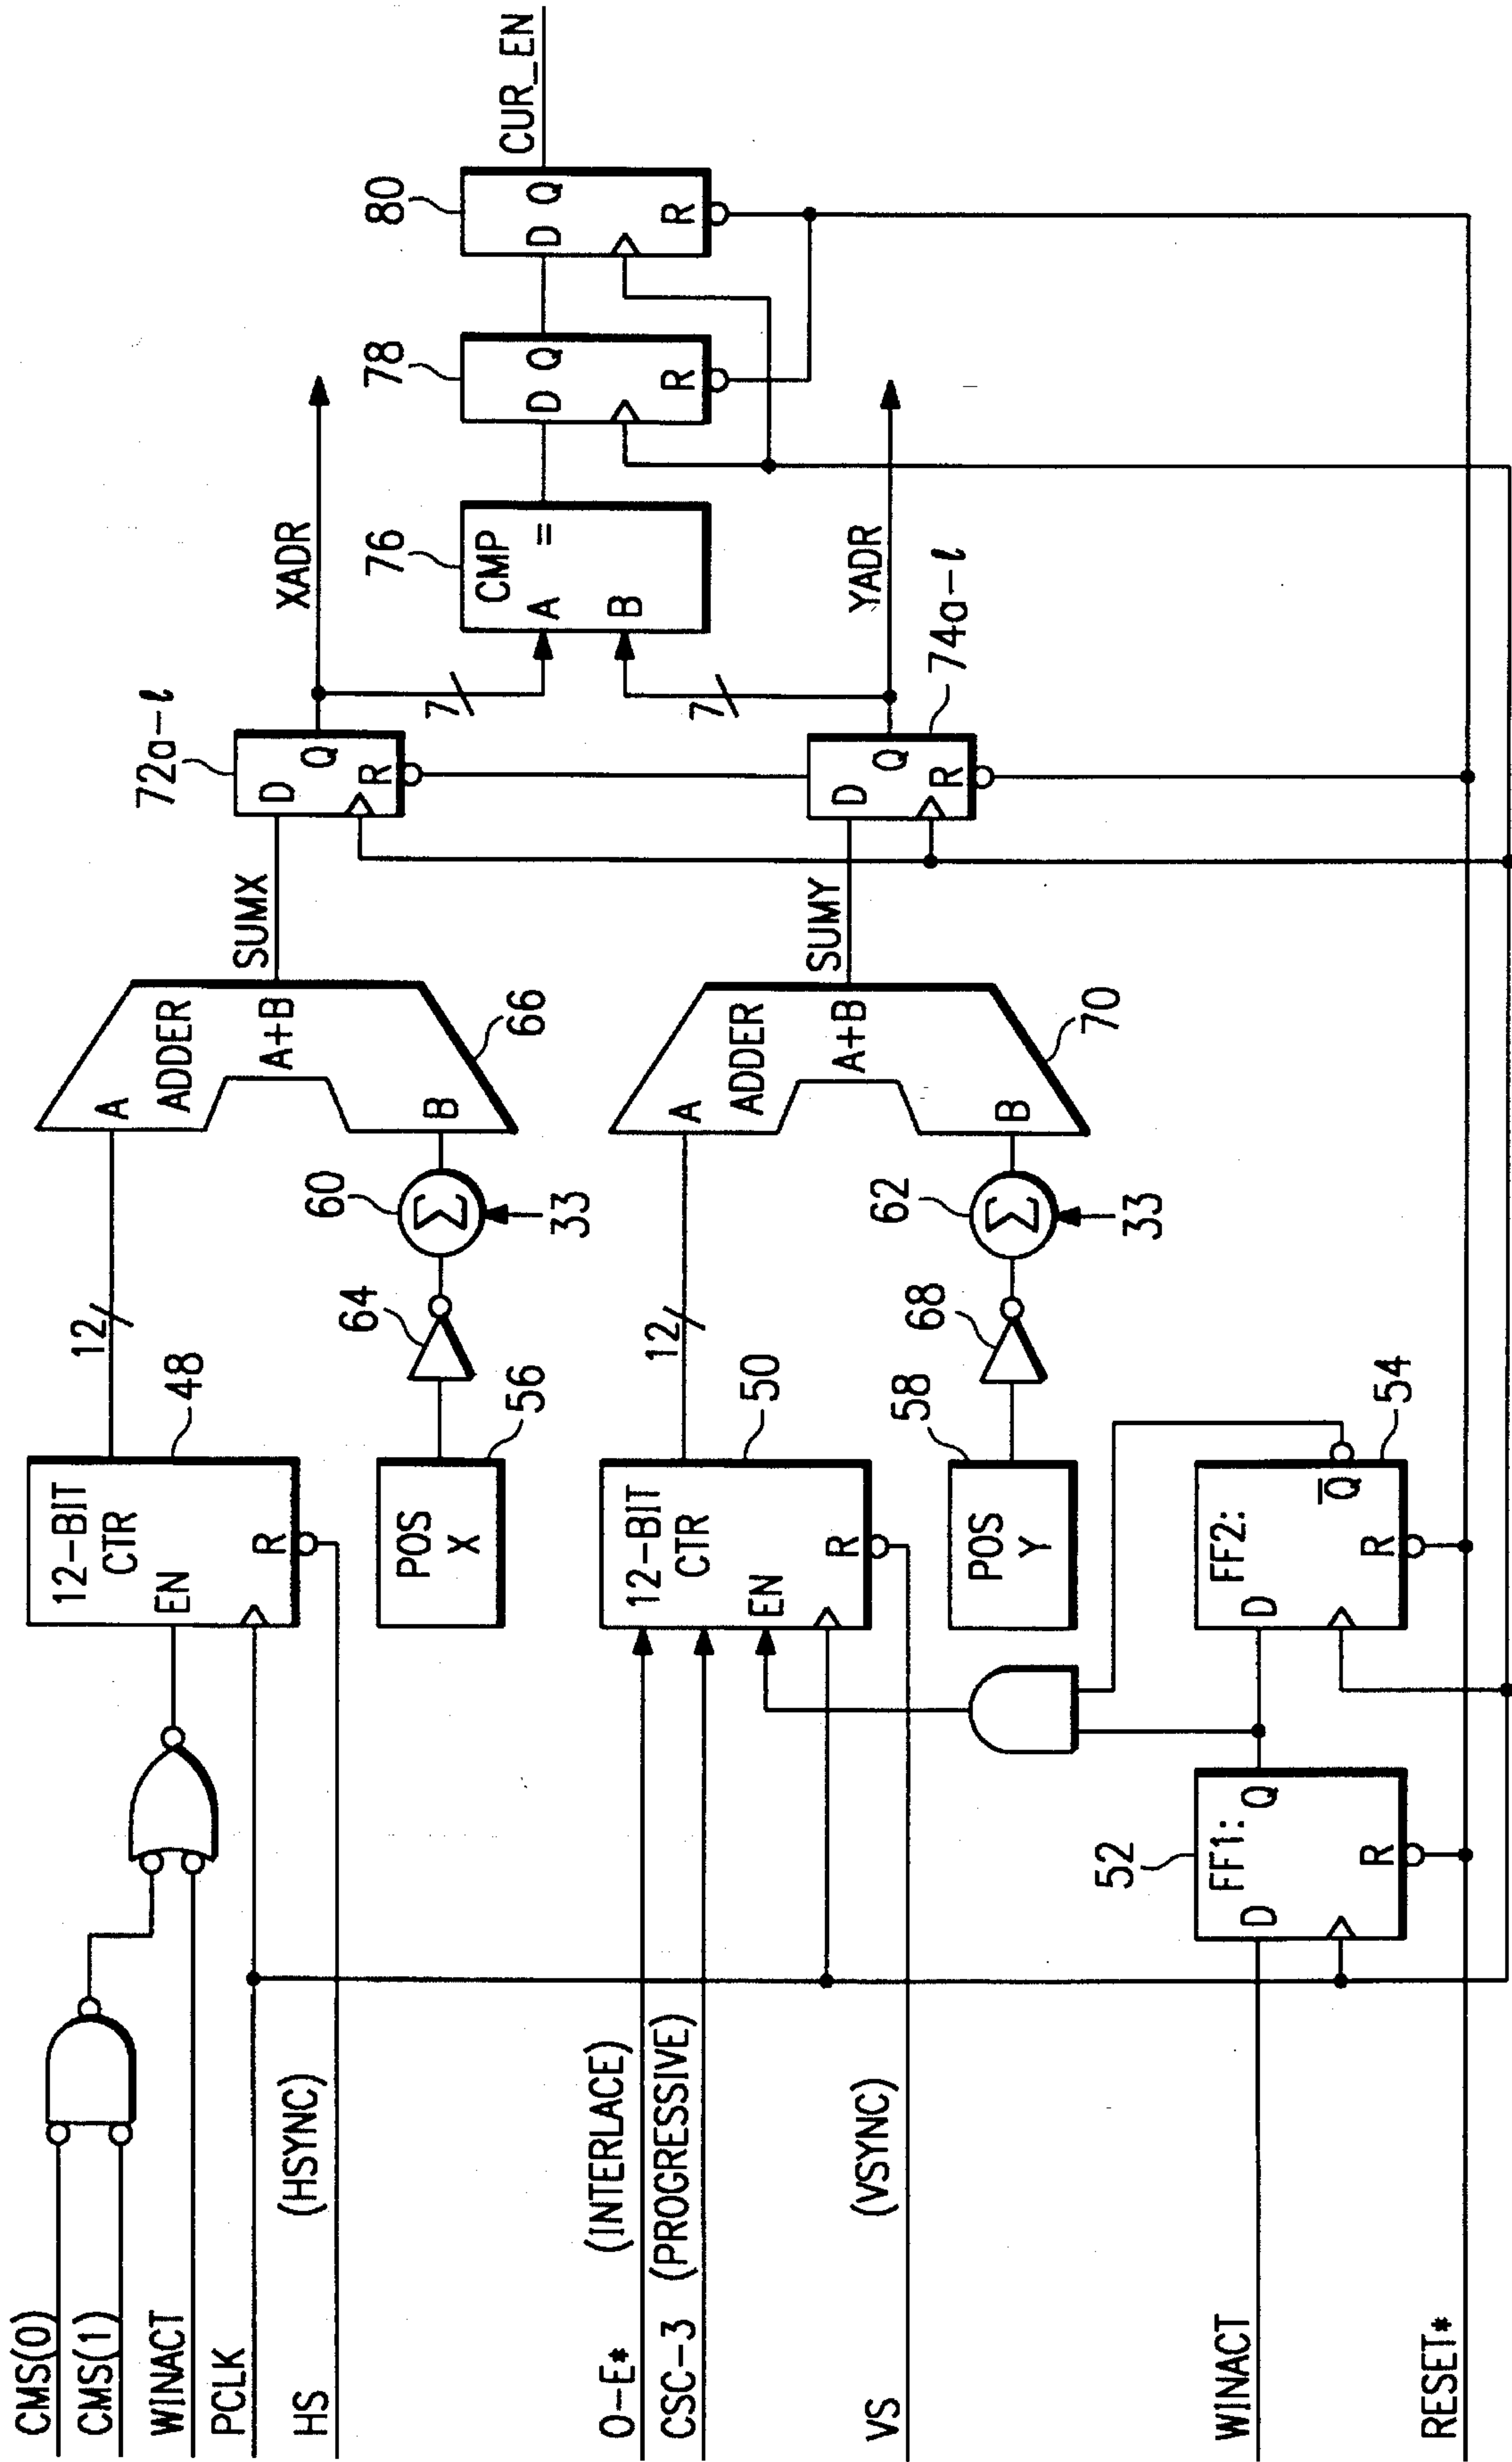 CMS(0)
CMS(1)
WINACT
PCLK
HS (HSYNC)
12-BIT
CTR
EN
R
48
12
POS
X
56
64
60
Σ
33
A
ADDER
A+B
B
66
SUMX
72a-ℓ
D
Q
R
XADR
7
CMP
A =
B
76
78
D Q
R
80
D Q
R
CUR_EN
O-E* (INTERLACE)
CSC-3 (PROGRESSIVE)
VS (VSYNC)
12-BIT
CTR
EN
R
50
12
POS
Y
58
68
62
Σ
33
A
ADDER
A+B
B
70
SUMY
74a-ℓ
D
Q
R
YADR
7
WINACT
52
FF1:
D Q
R
FF2:
D Q̅
R
54
RESET*